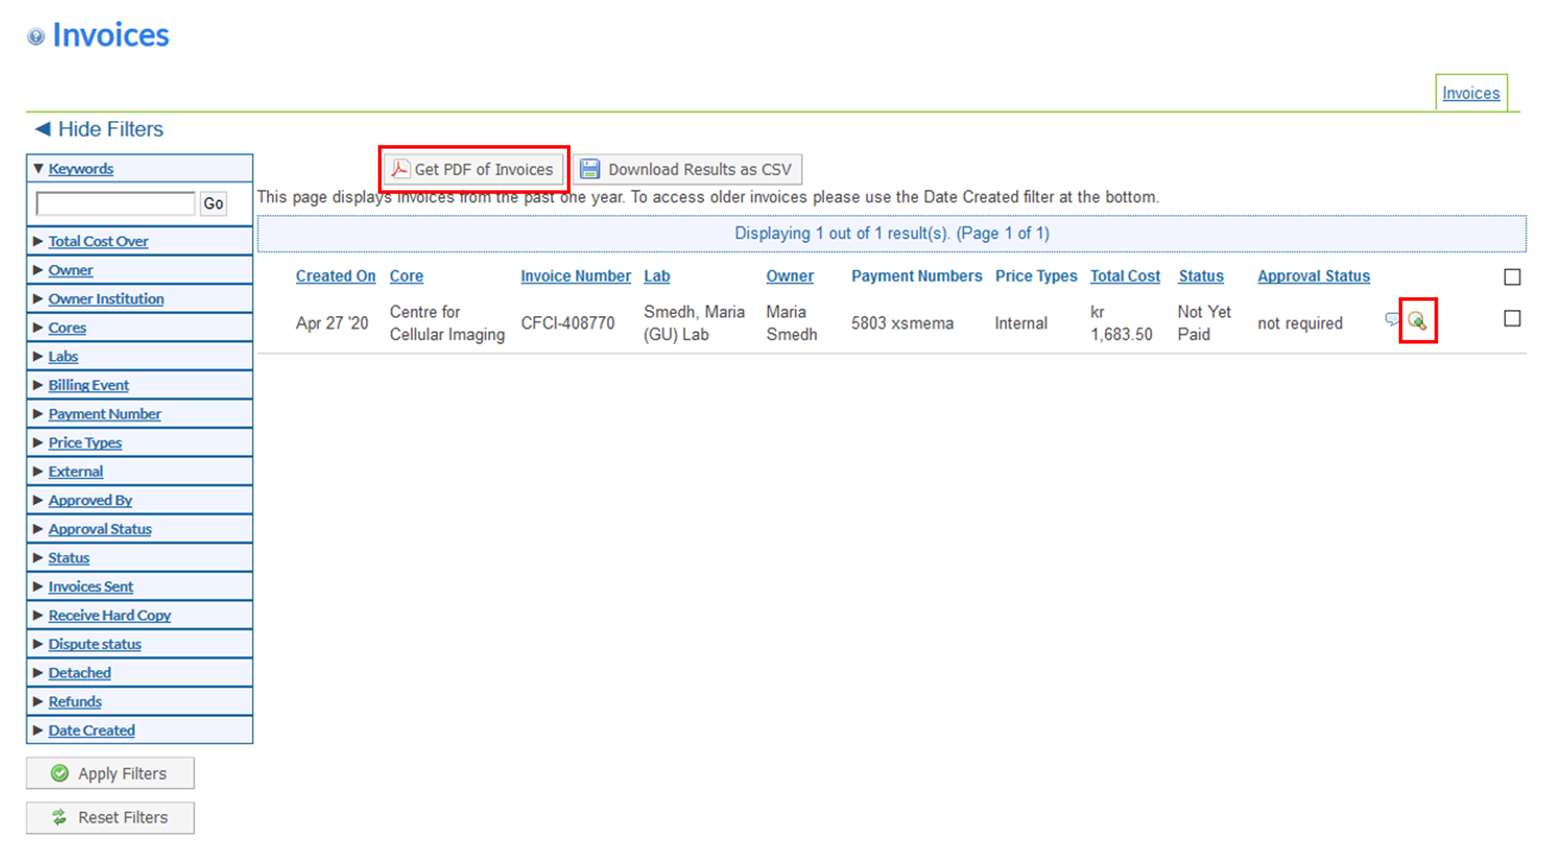 Invoices
Invoices
Hide Filters
Keywords
Go
Total Cost Over
Owner
Owner Institution
Cores
Labs
Billing Event
Payment Number
Price Types
External
Approved By
Approval Status
Status
Invoices Sent
Receive Hard Copy
Dispute status
Detached
Refunds
Date Created
Apply Filters
Reset Filters
Get PDF of Invoices Download Results as CSV
This page displays invoices from the past one year. To access older invoices please use the Date Created filter at the bottom.
Displaying 1 out of 1 result(s). (Page 1 of 1)
Created On Core Invoice Number Lab Owner Payment Numbers Price Types Total Cost Status Approval Status
Apr 27 '20 Centre for Cellular Imaging CFCI-408770 Smedh, Maria (GU) Lab Maria Smedh 5803 xsmema Internal kr 1,683.50 Not Yet Paid not required